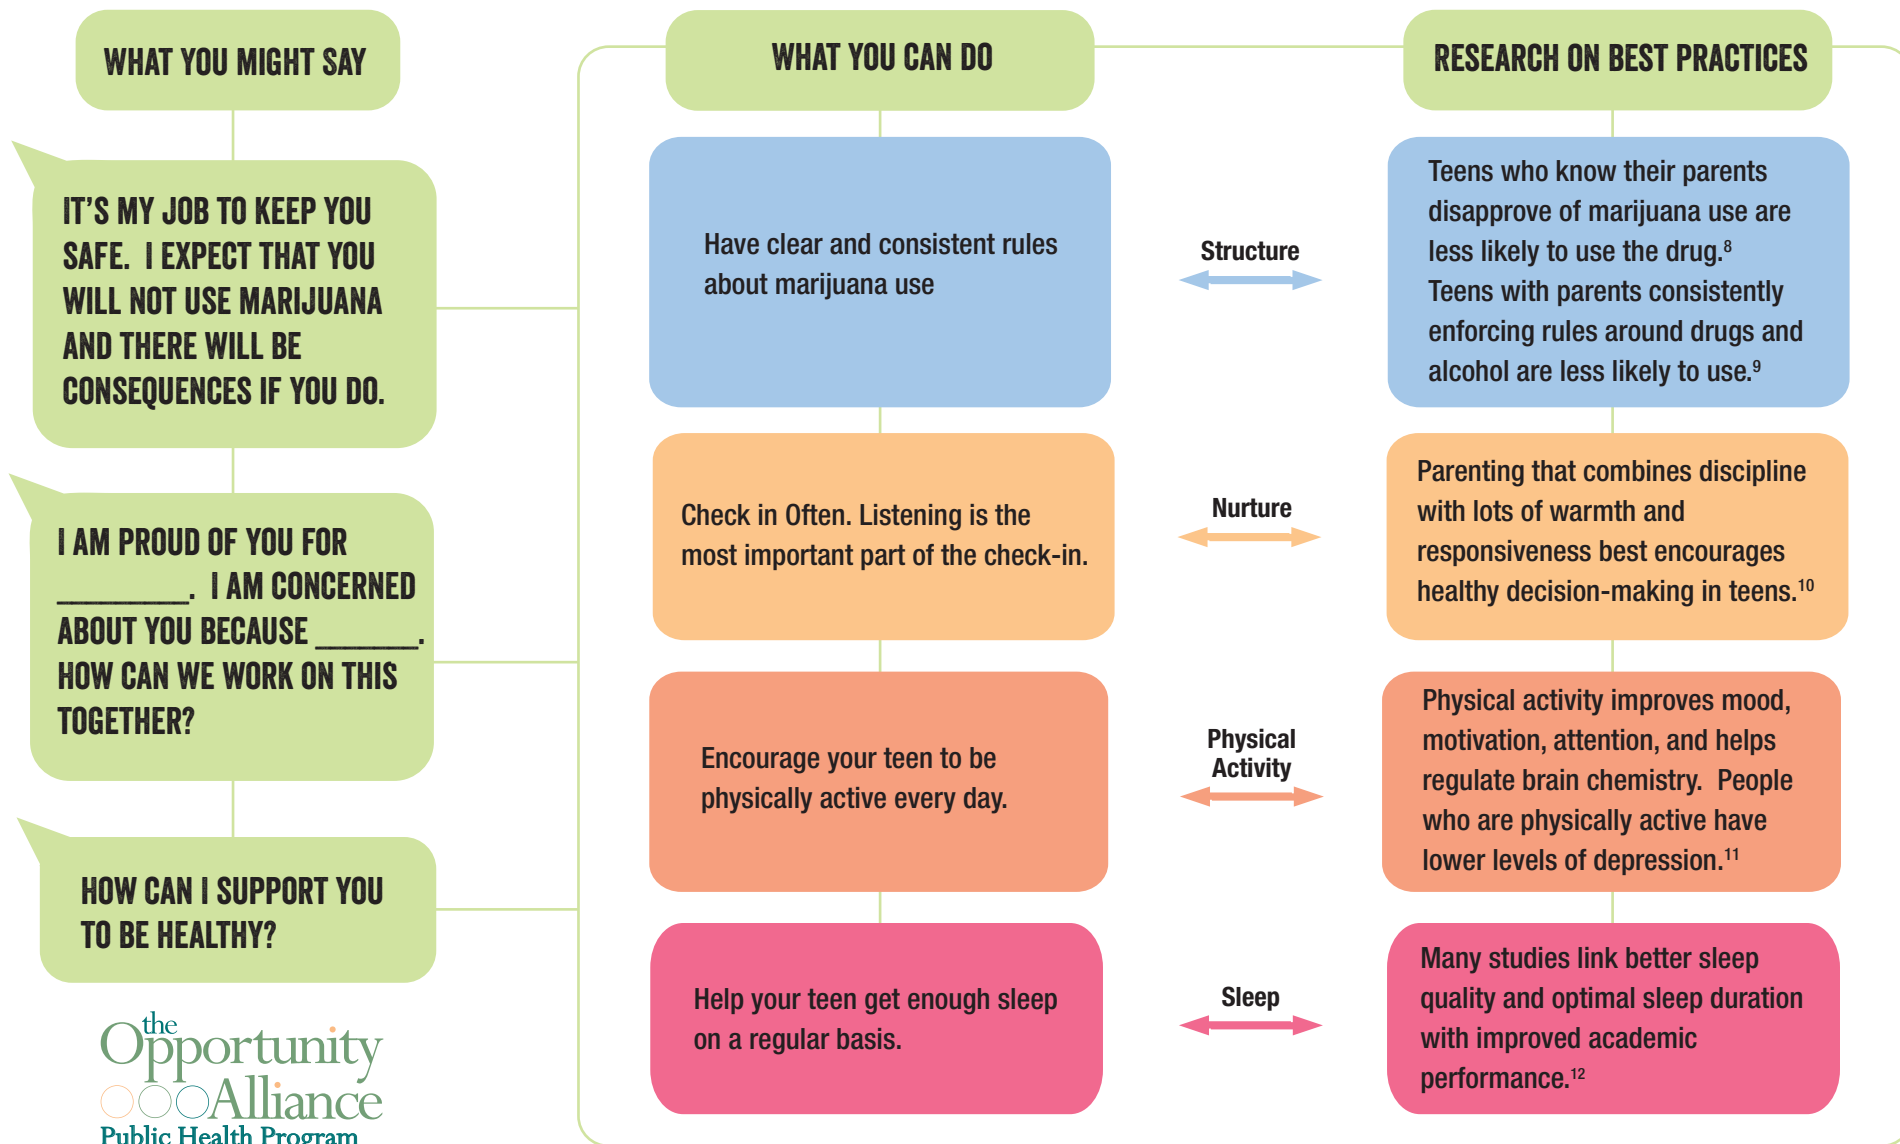 WHAT YOU MIGHT SAY
IT'S MY JOB TO KEEP YOU
SAFE.  I EXPECT THAT YOU
WILL NOT USE MARIJUANA
AND THERE WILL BE
CONSEQUENCES IF YOU DO.
I AM PROUD OF YOU FOR
_________.  I AM CONCERNED
ABOUT YOU BECAUSE _______.
HOW CAN WE WORK ON THIS
TOGETHER?
HOW CAN I SUPPORT YOU
TO BE HEALTHY?
the
Opportunity
Alliance
Public Health Program
WHAT YOU CAN DO
RESEARCH ON BEST PRACTICES
Have clear and consistent rules
about marijuana use
Structure
Teens who know their parents
disapprove of marijuana use are
less likely to use the drug.⁸
Teens with parents consistently
enforcing rules around drugs and
alcohol are less likely to use.⁹
Check in Often. Listening is the
most important part of the check-in.
Nurture
Parenting that combines discipline
with lots of warmth and
responsiveness best encourages
healthy decision-making in teens.¹⁰
Encourage your teen to be
physically active every day.
Physical
Activity
Physical activity improves mood,
motivation, attention, and helps
regulate brain chemistry.  People
who are physically active have
lower levels of depression.¹¹
Help your teen get enough sleep
on a regular basis.
Sleep
Many studies link better sleep
quality and optimal sleep duration
with improved academic
performance.¹²